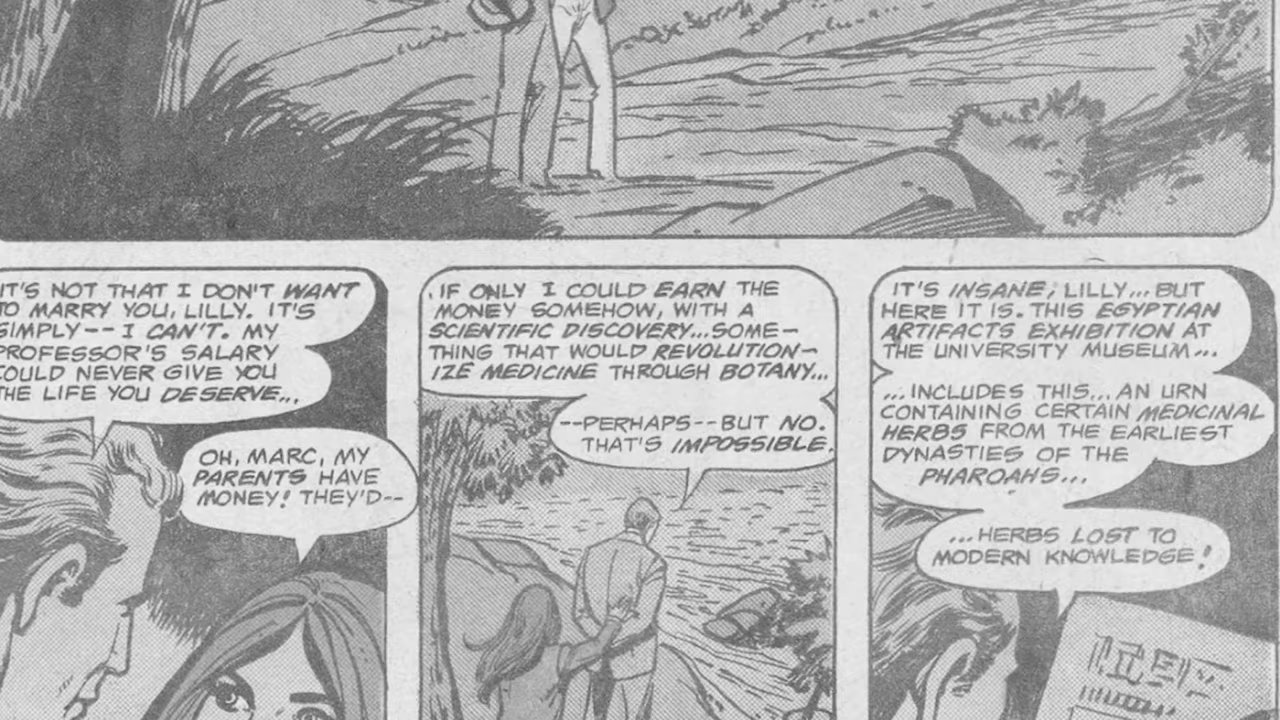 IT'S NOT THAT I DON'T WANT
TO MARRY YOU, LILLY. IT'S
SIMPLY--I CAN'T. MY
PROFESSOR'S SALARY
COULD NEVER GIVE YOU
THE LIFE YOU DESERVE...
OH, MARC, MY
PARENTS HAVE
MONEY! THEY'D--
IF ONLY I COULD EARN THE
MONEY SOMEHOW, WITH A
SCIENTIFIC DISCOVERY...SOME-
THING THAT WOULD REVOLUTION-
IZE MEDICINE THROUGH BOTANY...
--PERHAPS--BUT NO.
THAT'S IMPOSSIBLE.
IT'S INSANE, LILLY...BUT
HERE IT IS. THIS EGYPTIAN
ARTIFACTS EXHIBITION AT
THE UNIVERSITY MUSEUM...
...INCLUDES THIS...AN URN
CONTAINING CERTAIN MEDICINAL
HERBS FROM THE EARLIEST
DYNASTIES OF THE
PHAROAHS...
...HERBS LOST TO
MODERN KNOWLEDGE!